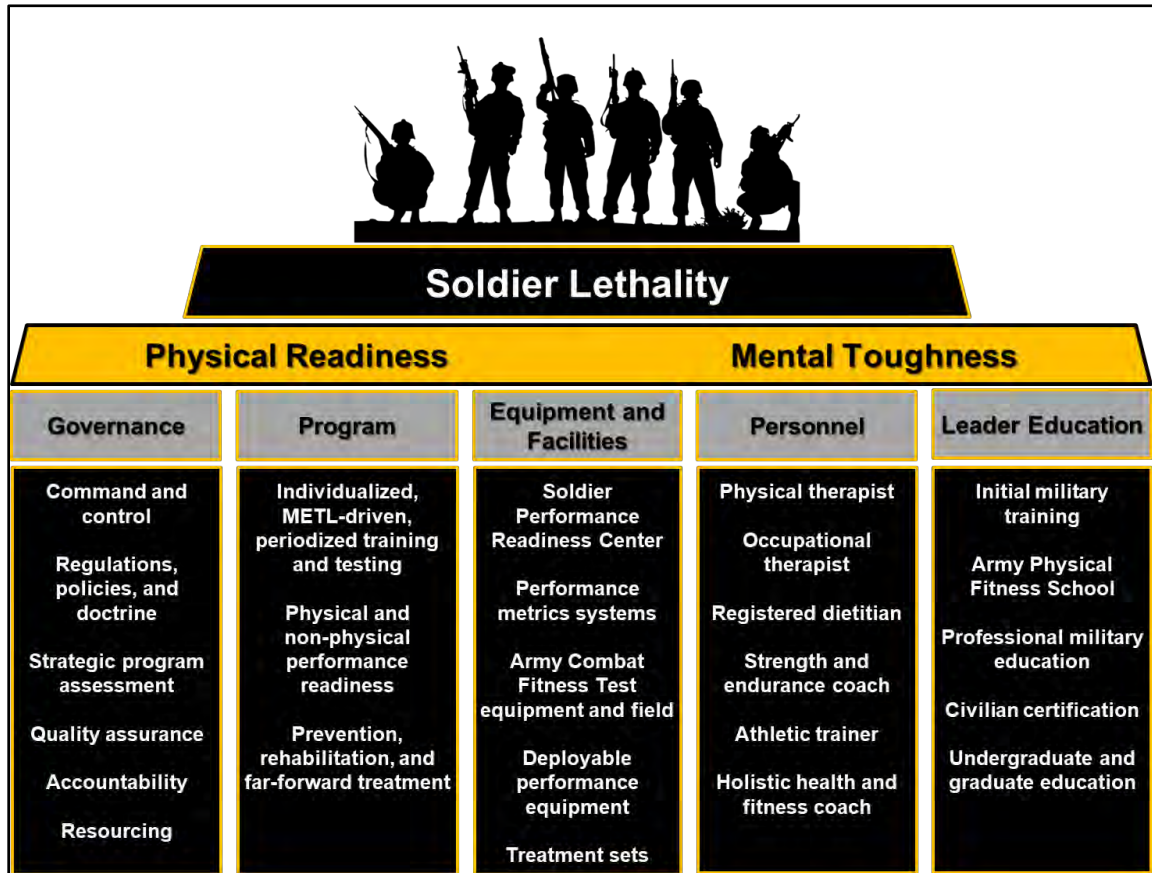 Soldier Lethality
Physical Readiness
Mental Toughness
Governance
Command and
control
Regulations,
policies, and
doctrine
Strategic program
assessment
Quality assurance
Accountability
Resourcing
Program
Individualized,
METL-driven,
periodized training
and testing
Physical and
non-physical
performance
readiness
Prevention,
rehabilitation, and
far-forward treatment
Equipment and
Facilities
Soldier
Performance
Readiness Center
Performance
metrics systems
Army Combat
Fitness Test
equipment and field
Deployable
performance
equipment
Treatment sets
Personnel
Physical therapist
Occupational
therapist
Registered dietitian
Strength and
endurance coach
Athletic trainer
Holistic health and
fitness coach
Leader Education
Initial military
training
Army Physical
Fitness School
Professional military
education
Civilian certification
Undergraduate and
graduate education